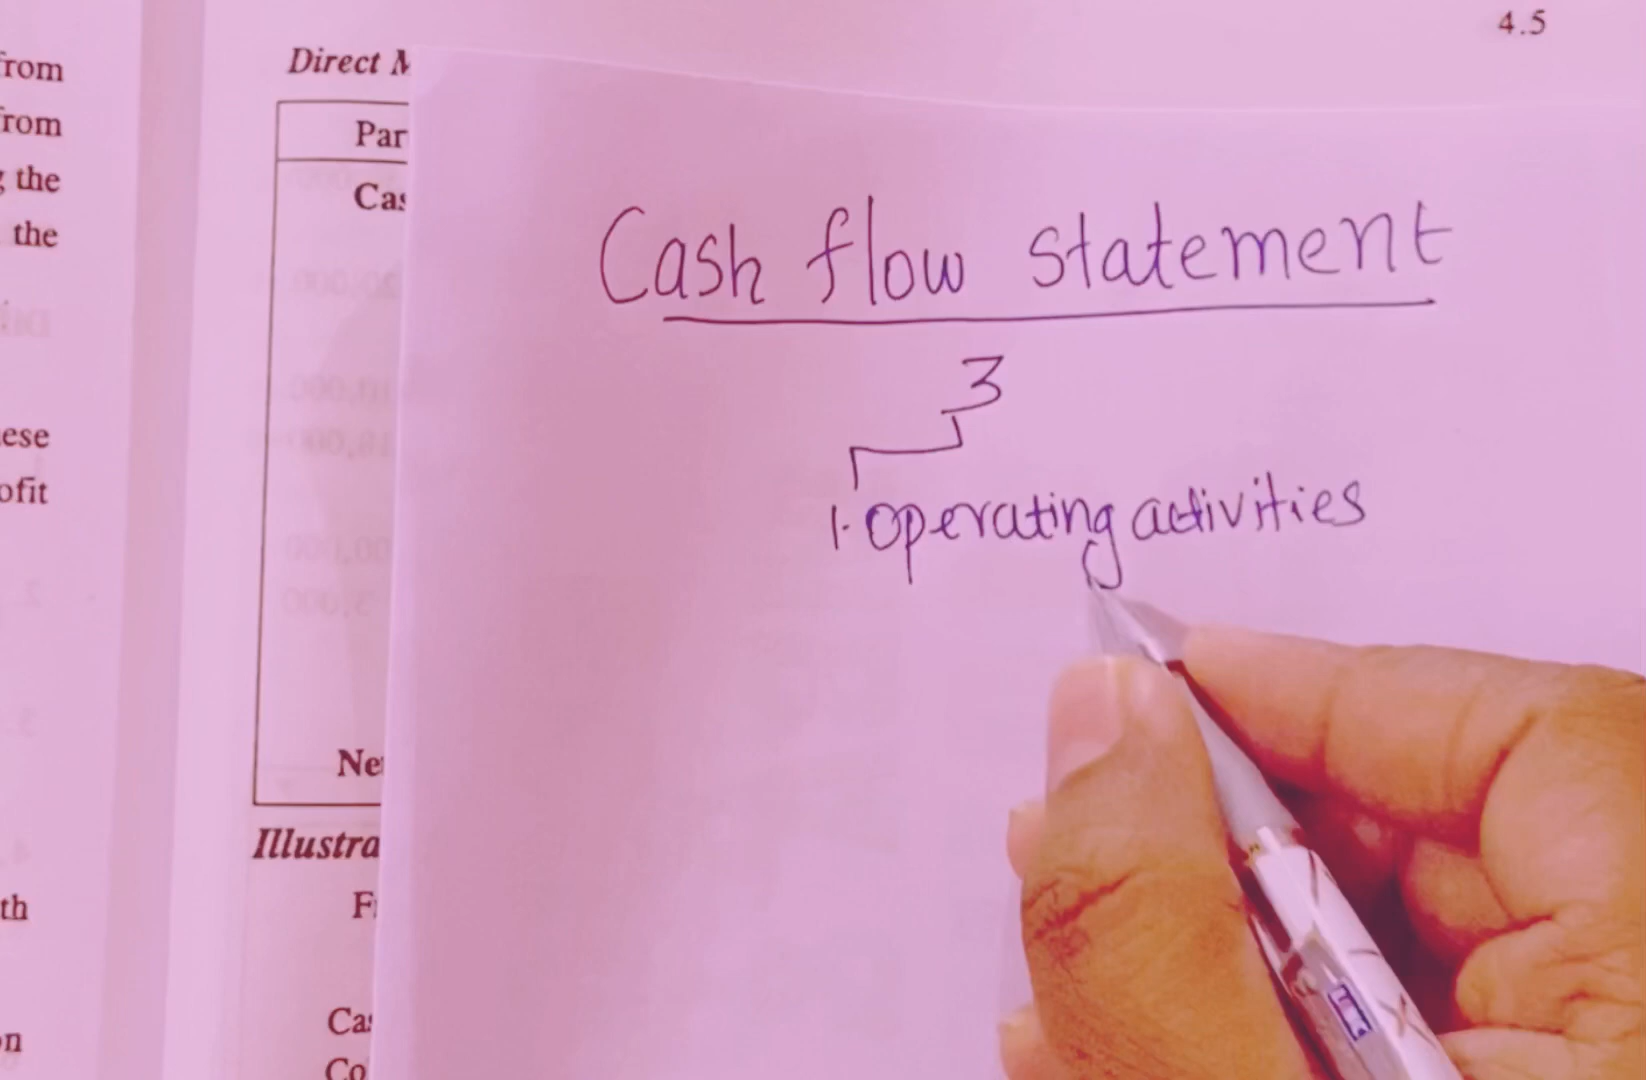 4.5
from
from
g the
the
ese
ofit
th
on
Direct M
Par
Cas
Ne
Illustra
F
Cas
Co
Cash flow statement
3
1. Operating activities